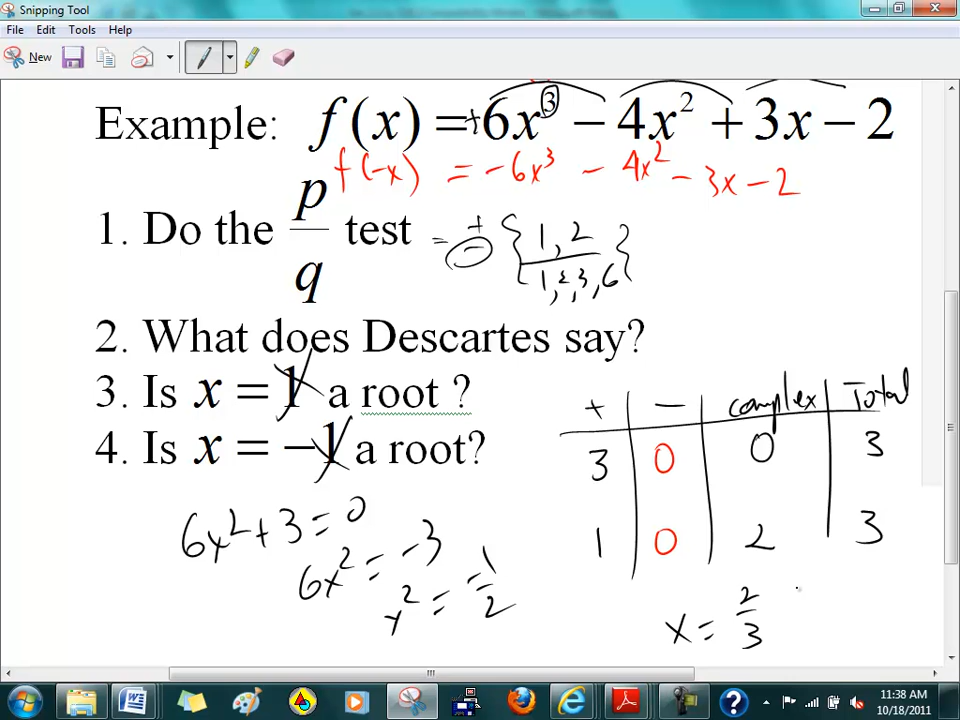 Snipping Tool
File Edit Tools Help
New
Example: f(x) = +6x³ − 4x² + 3x − 2
f(-x) = -6x³ - 4x² - 3x - 2
1. Do the p/q test = ± { 1, 2 / 1, 2, 3, 6 }
2. What does Descartes say?
3. Is x = 1 a root ?
4. Is x = −1 a root?
+ | − | complex | Total
3 | 0 | 0 | 3
1 | 0 | 2 | 3
6x² + 3 = 0
6x² = -3
x² = -1/2
x = 2/3
11:38 AM
10/18/2011